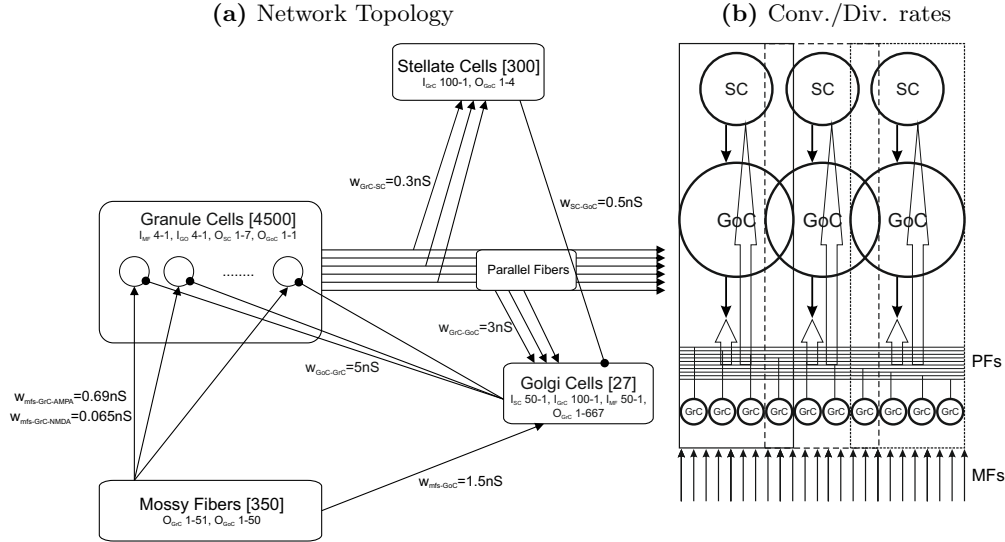 (a) Network Topology
Stellate Cells [300]
I_GrC 100-1, O_GoC 1-4
w_GrC-SC=0.3nS
w_SC-GoC=0.5nS
Granule Cells [4500]
I_MF 4-1, I_GO 4-1, O_SC 1-7, O_GoC 1-1
........
Parallel Fibers
w_GrC-GoC=3nS
w_GoC-GrC=5nS
Golgi Cells [27]
I_SC 50-1, I_GrC 100-1, I_MF 50-1,
O_GrC 1-667
w_mfs-GrC-AMPA=0.69nS
w_mfs-GrC-NMDA=0.065nS
w_mfs-GoC=1.5nS
Mossy Fibers [350]
O_GrC 1-51, O_GoC 1-50
(b) Conv./Div. rates
SC SC SC
GoC GoC GoC
PFs
GrC GrC GrC GrC GrC GrC GrC GrC GrC GrC
MFs